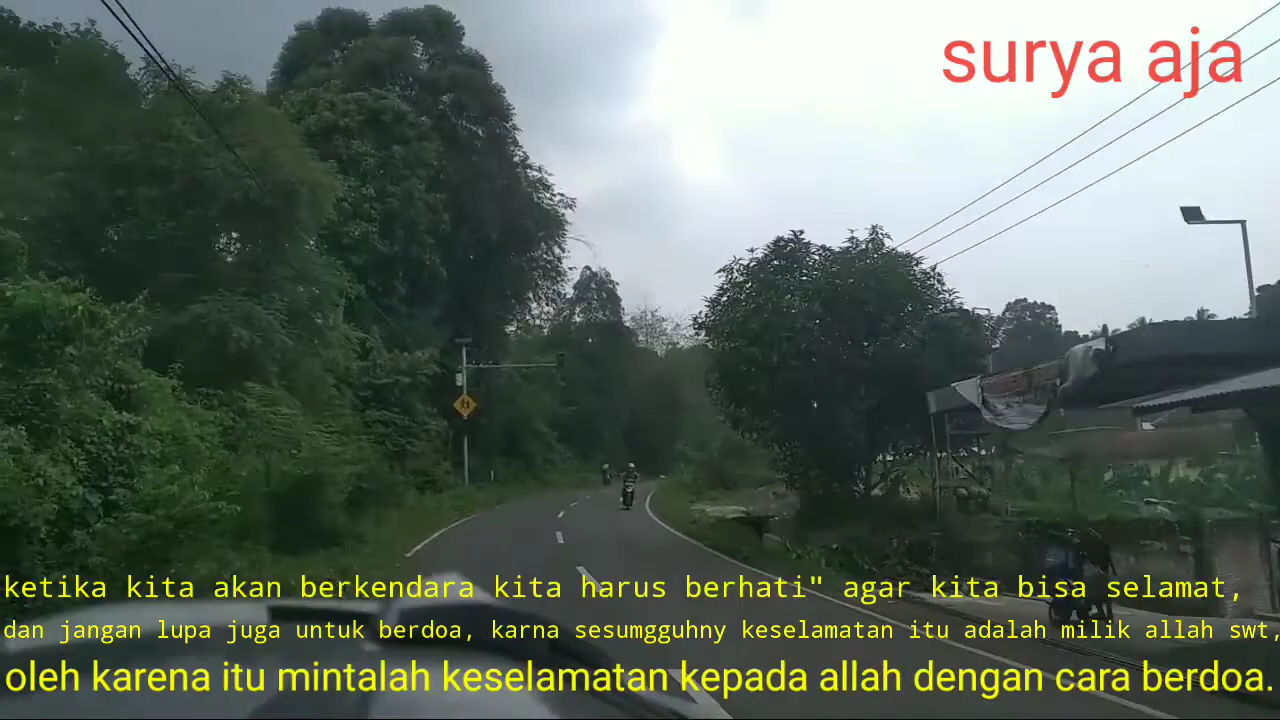 surya aja
ketika kita akan berkendara kita harus berhati" agar kita bisa selamat,
dan jangan lupa juga untuk berdoa, karna sesumgguhny keselamatan itu adalah milik allah swt,
oleh karena itu mintalah keselamatan kepada allah dengan cara berdoa.